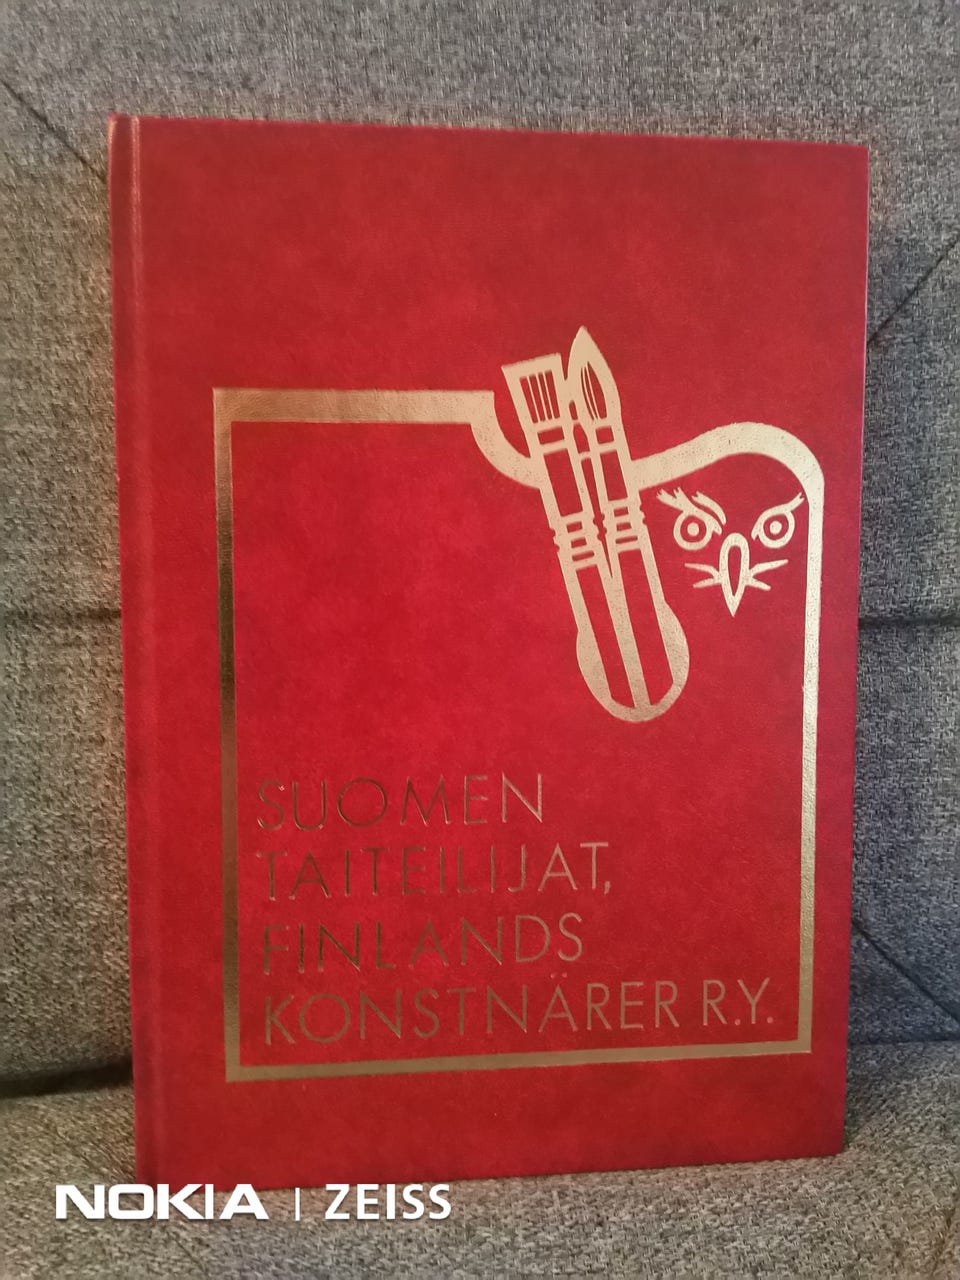 SUOMEN
TAITEILIJAT,
FINLANDS
KONSTNÄRER R.Y.
NOKIA | ZEISS